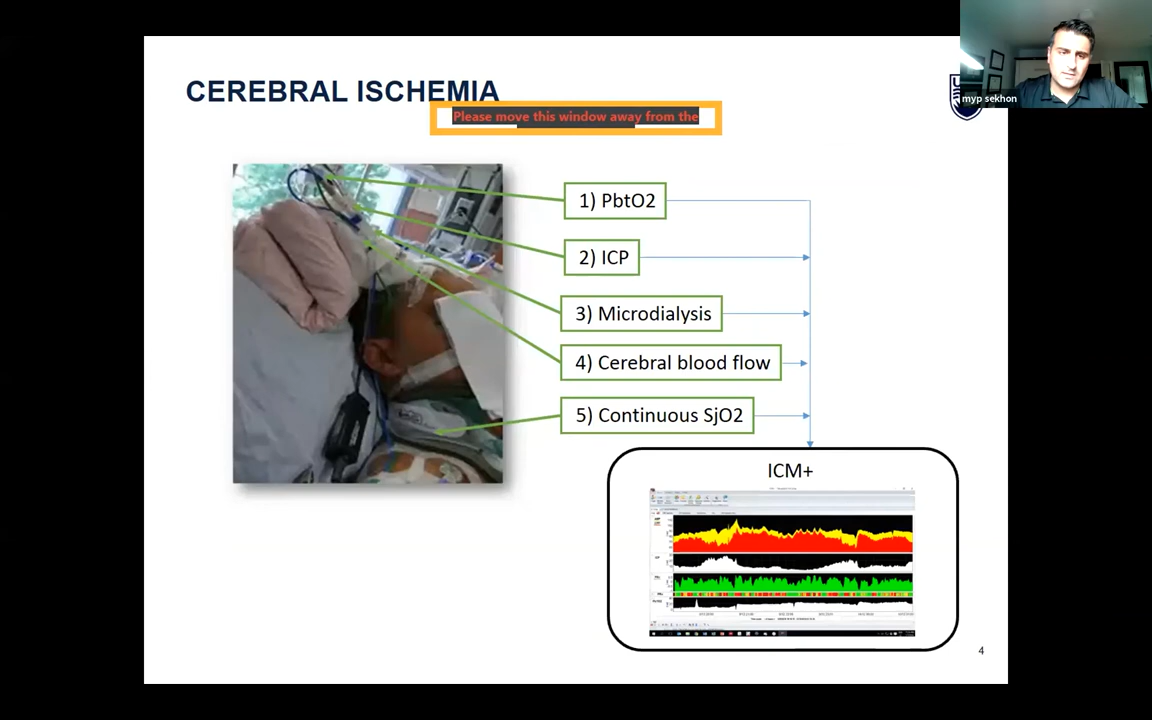 CEREBRAL ISCHEMIA
Please move this window away from the
myp sekhon
1) PbtO2
2) ICP
3) Microdialysis
4) Cerebral blood flow
5) Continuous SjO2
ICM+
4